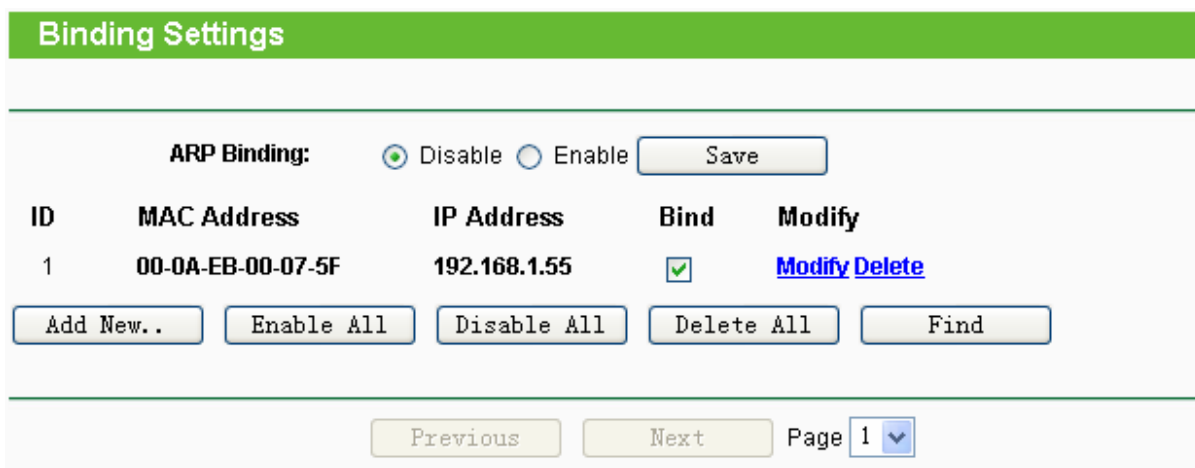 Binding Settings
ARP Binding: Disable Enable Save
ID MAC Address IP Address Bind Modify
1 00-0A-EB-00-07-5F 192.168.1.55 Modify Delete
Add New.. Enable All Disable All Delete All Find
Previous Next Page 1